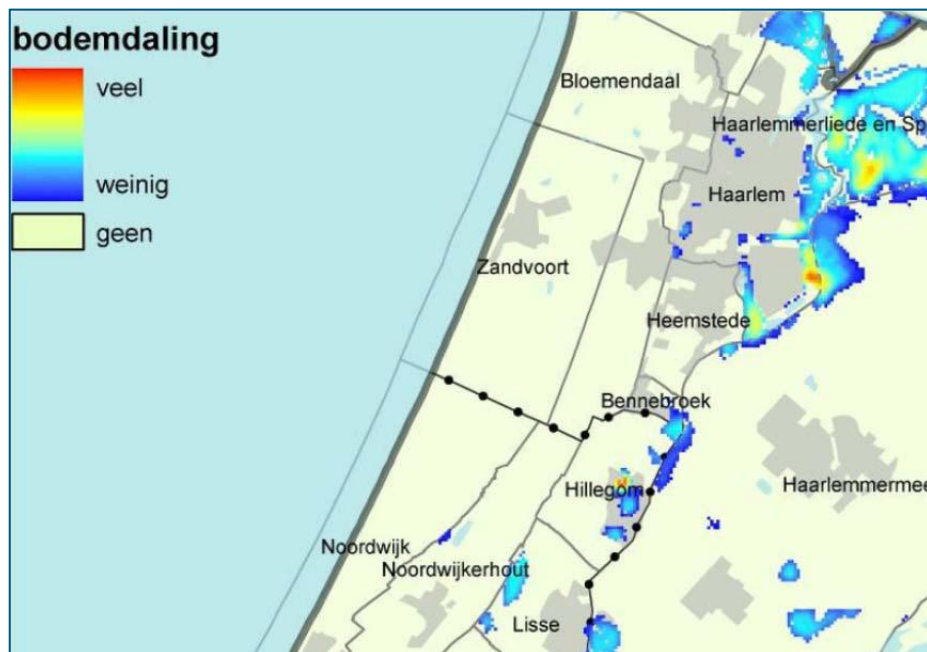 bodemdaling
veel
weinig
geen
Bloemendaal
Haarlemmerliede en Sp
Haarlem
Zandvoort
Heemstede
Bennebroek
Hillegom
Haarlemmermee
Noordwijk
Noordwijkerhout
Lisse